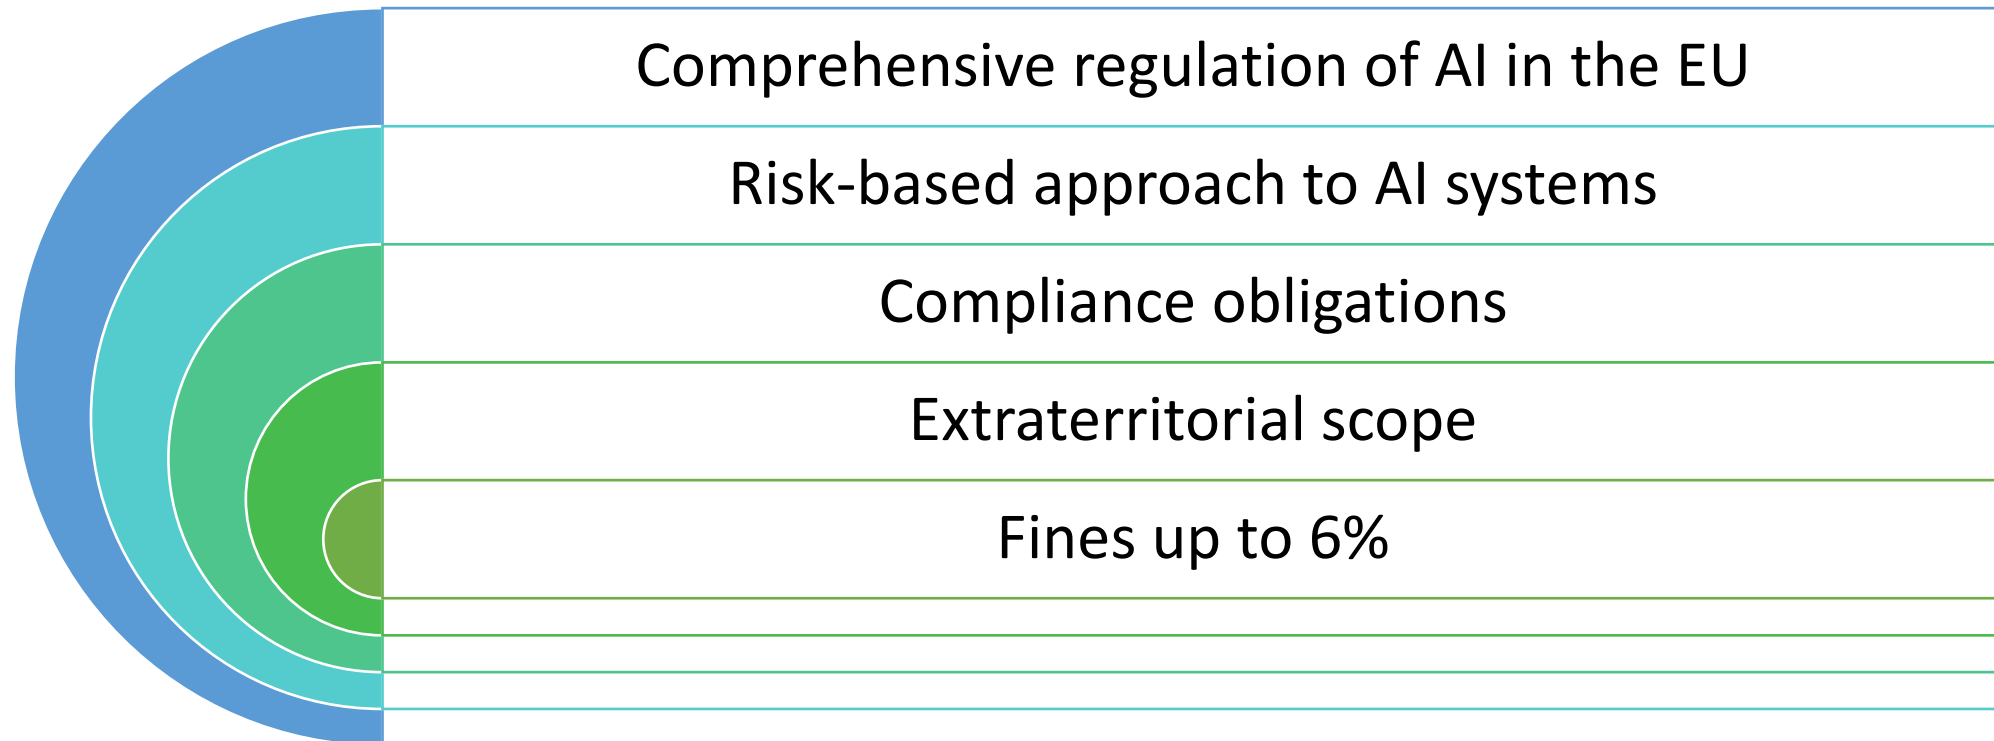 Comprehensive regulation of AI in the EU
Risk-based approach to AI systems
Compliance obligations
Extraterritorial scope
Fines up to 6%